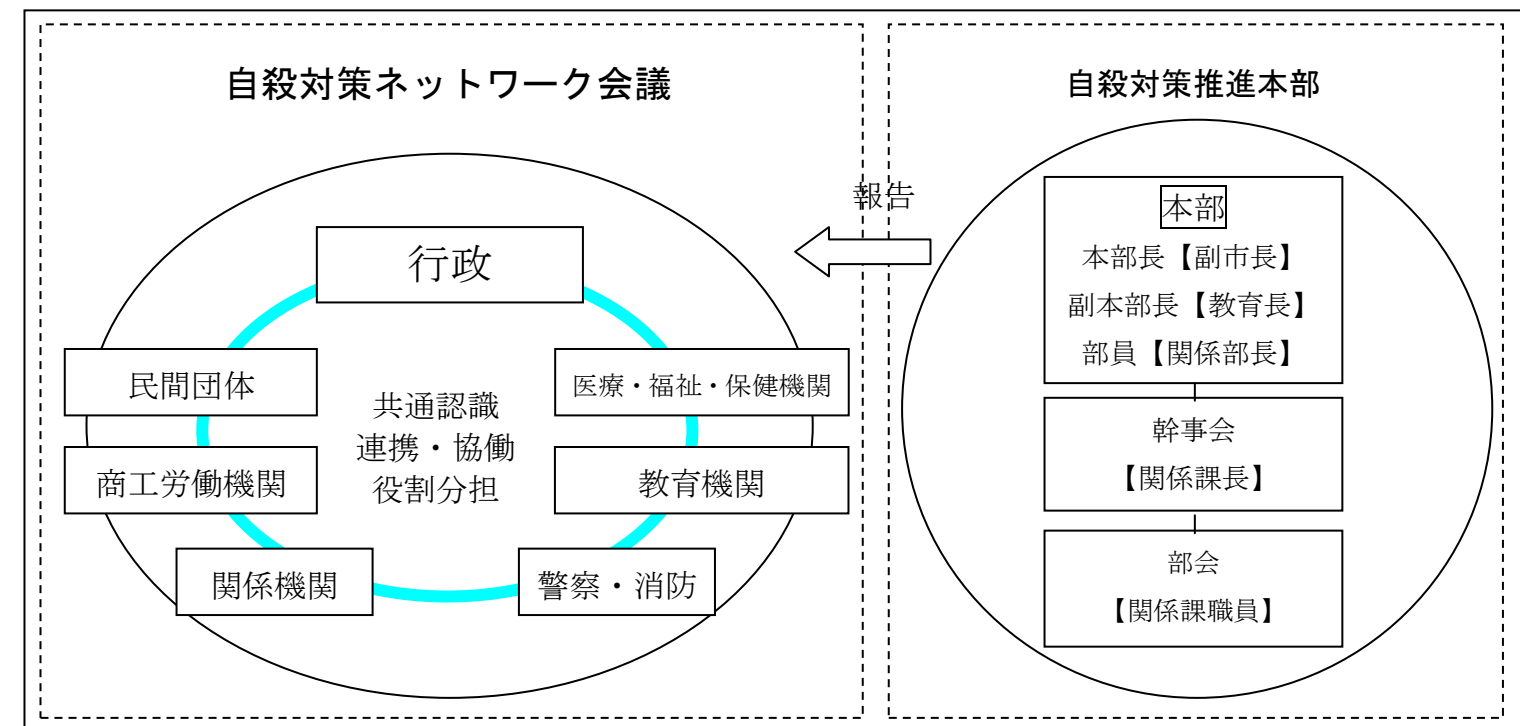 自殺対策ネットワーク会議
行政
民間団体
医療・福祉・保健機関
共通認識
連携・協働
役割分担
商工労働機関
教育機関
関係機関
警察・消防
報告
自殺対策推進本部
本部
本部長【副市長】
副本部長【教育長】
部員【関係部長】
幹事会
【関係課長】
部会
【関係課職員】